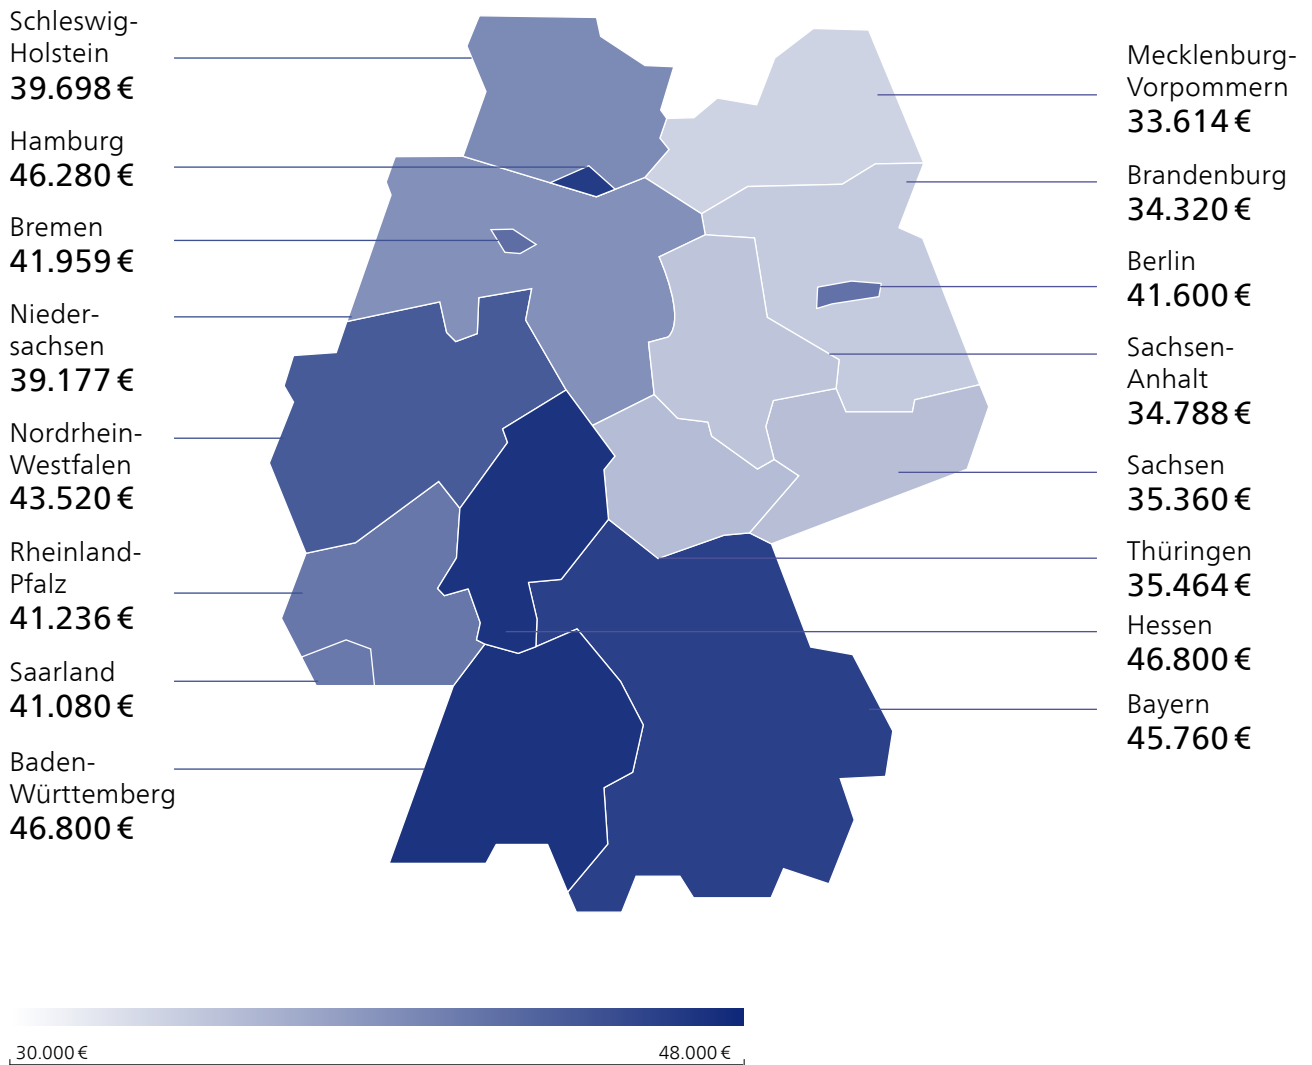 Schleswig-
Holstein
39.698 €
Hamburg
46.280 €
Bremen
41.959 €
Nieder-
sachsen
39.177 €
Nordrhein-
Westfalen
43.520 €
Rheinland-
Pfalz
41.236 €
Saarland
41.080 €
Baden-
Württemberg
46.800 €
Mecklenburg-
Vorpommern
33.614 €
Brandenburg
34.320 €
Berlin
41.600 €
Sachsen-
Anhalt
34.788 €
Sachsen
35.360 €
Thüringen
35.464 €
Hessen
46.800 €
Bayern
45.760 €
30.000 €
48.000 €